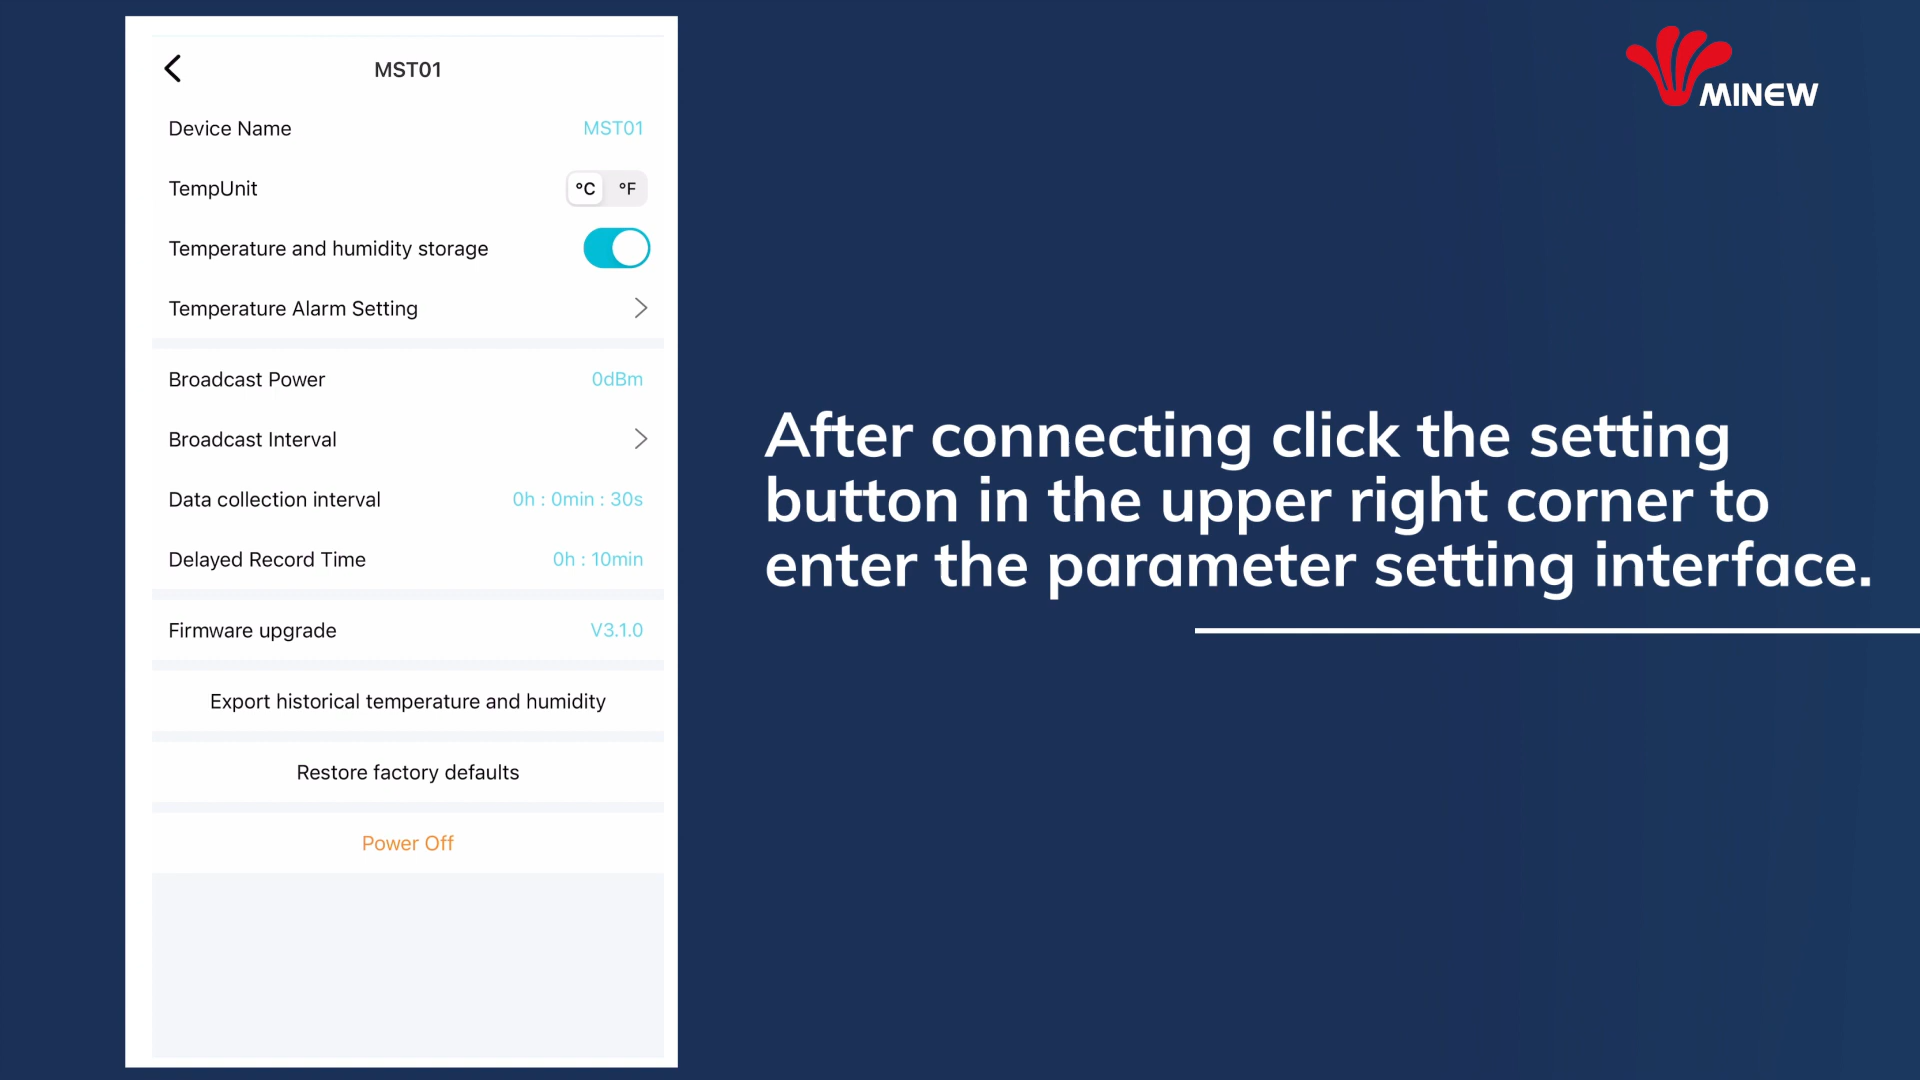 MST01
Device Name MST01
TempUnit °C °F
Temperature and humidity storage
Temperature Alarm Setting
Broadcast Power 0dBm
Broadcast Interval
Data collection interval 0h : 0min : 30s
Delayed Record Time 0h : 10min
Firmware upgrade V3.1.0
Export historical temperature and humidity
Restore factory defaults
Power Off
MINEW
After connecting click the setting
button in the upper right corner to
enter the parameter setting interface.